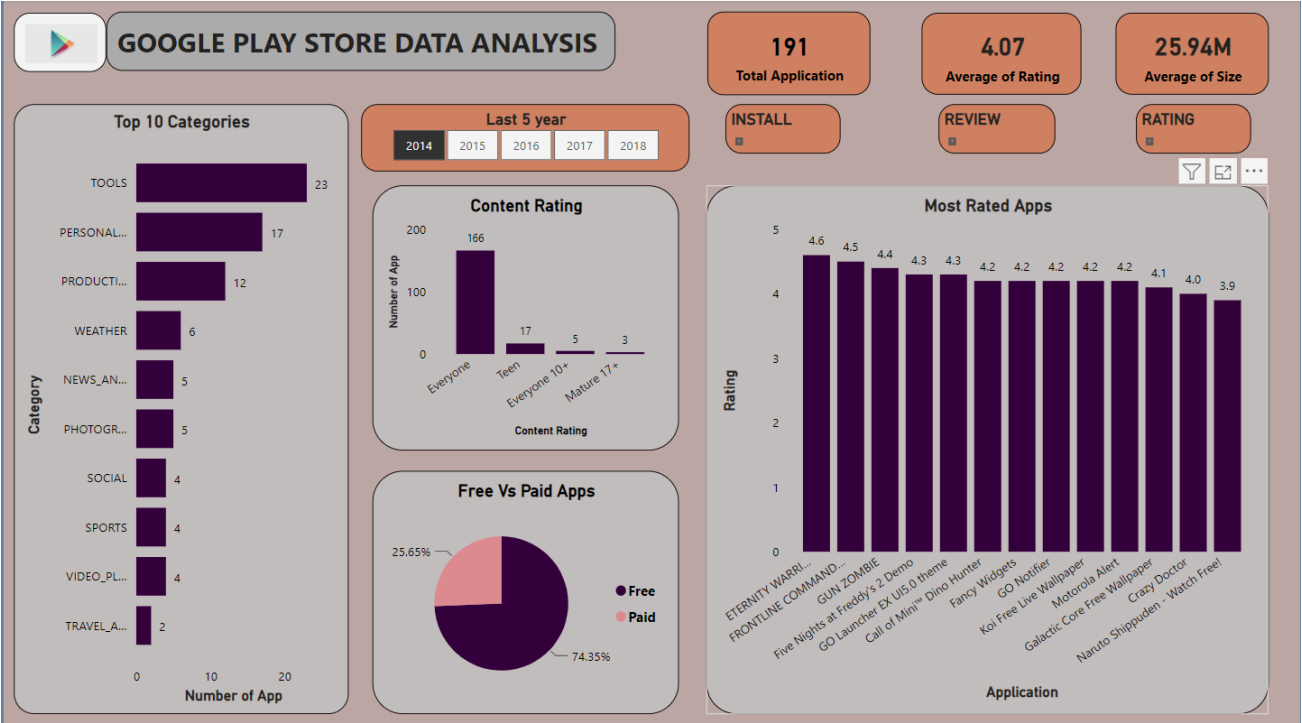 GOOGLE PLAY STORE DATA ANALYSIS
191
Total Application
4.07
Average of Rating
25.94M
Average of Size
INSTALL
REVIEW
RATING
Last 5 year
2014
2015
2016
2017
2018
Top 10 Categories
Category
TOOLS
23
PERSONAL...
17
PRODUCTI...
12
WEATHER
6
NEWS_AN...
5
PHOTOGR...
5
SOCIAL
4
SPORTS
4
VIDEO_PL...
4
TRAVEL_A...
2
0
10
20
Number of App
Content Rating
Number of App
200
100
0
166
17
5
3
Everyone
Teen
Everyone 10+
Mature 17+
Content Rating
Free Vs Paid Apps
25.65%
74.35%
Free
Paid
Most Rated Apps
Rating
5
4
3
2
1
0
4.6
4.5
4.4
4.3
4.3
4.2
4.2
4.2
4.2
4.2
4.1
4.0
3.9
ETERNITY WARRI...
FRONTLINE COMMAND...
GUN ZOMBIE
Five Nights at Freddy's 2 Demo
GO Launcher EX UI5.0 theme
Call of Mini™ Dino Hunter
Fancy Widgets
GO Notifier
Koi Free Live Wallpaper
Motorola Alert
Galactic Core Free Wallpaper
Crazy Doctor
Naruto Shippuden - Watch Free!
Application